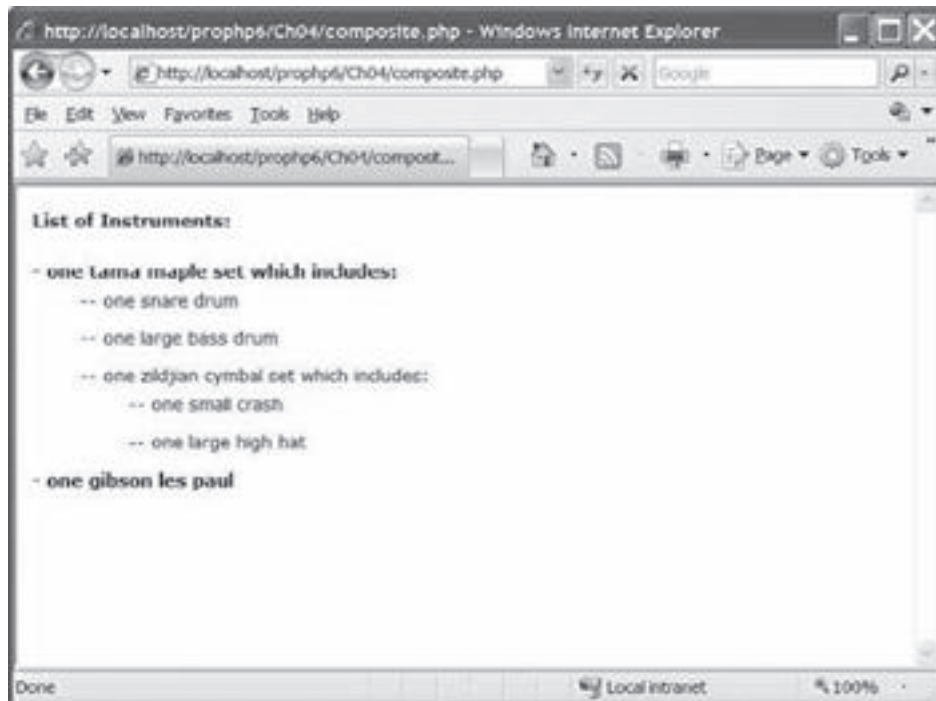 http://localhost/prophp6/Ch04/composite.php - Windows Internet Explorer
http://localhost/prophp6/Ch04/composite.php Google
File Edit View Favorites Tools Help
http://localhost/prophp6/Ch04/composit... Page Tools
List of Instruments:
- one tama maple set which includes:
-- one snare drum
-- one large bass drum
-- one zildjian cymbal set which includes:
-- one small crash
-- one large high hat
- one gibson les paul
Done Local intranet 100%